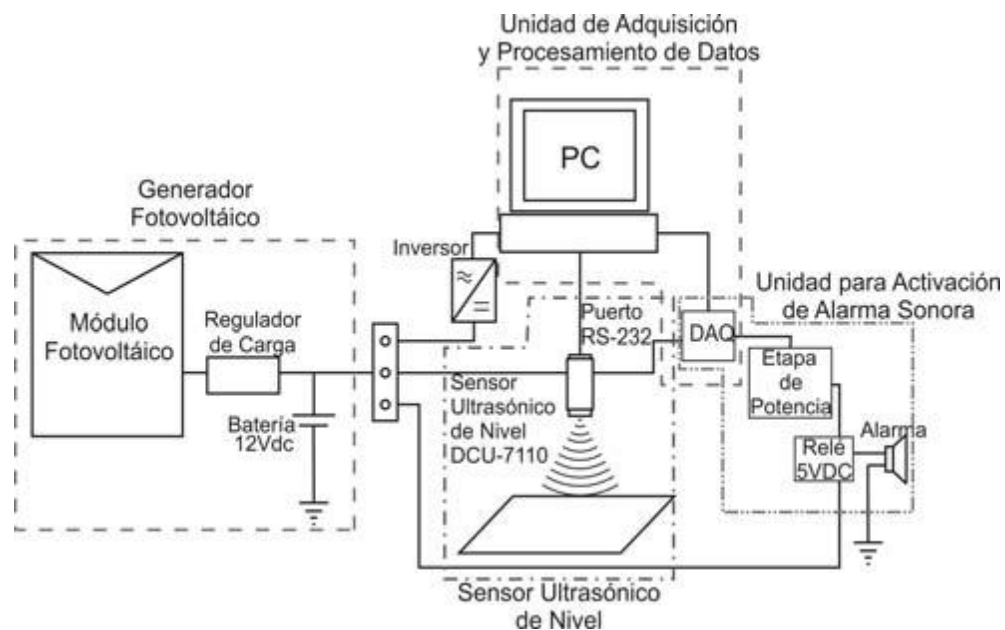 Unidad de Adquisición
y Procesamiento de Datos
PC
Generador
Fotovoltáico
Inversor
Unidad para Activación
de Alarma Sonora
Módulo
Fotovoltáico
Regulador
de Carga
Puerto
RS-232
DAQ
Etapa
de
Potencia
Sensor
Ultrasónico
de Nivel
DCU-7110
Batería
12Vdc
Alarma
Relé
5VDC
Sensor Ultrasónico
de Nivel